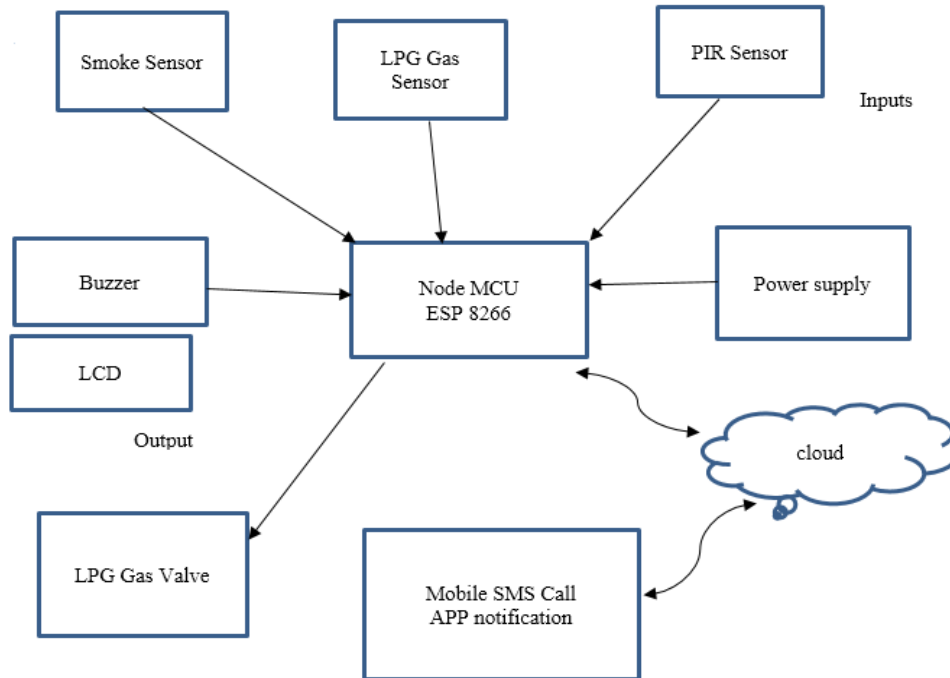 Smoke Sensor
LPG Gas
Sensor
PIR Sensor
Inputs
Buzzer
Node MCU
ESP 8266
Power supply
LCD
Output
cloud
LPG Gas Valve
Mobile SMS Call
APP notification